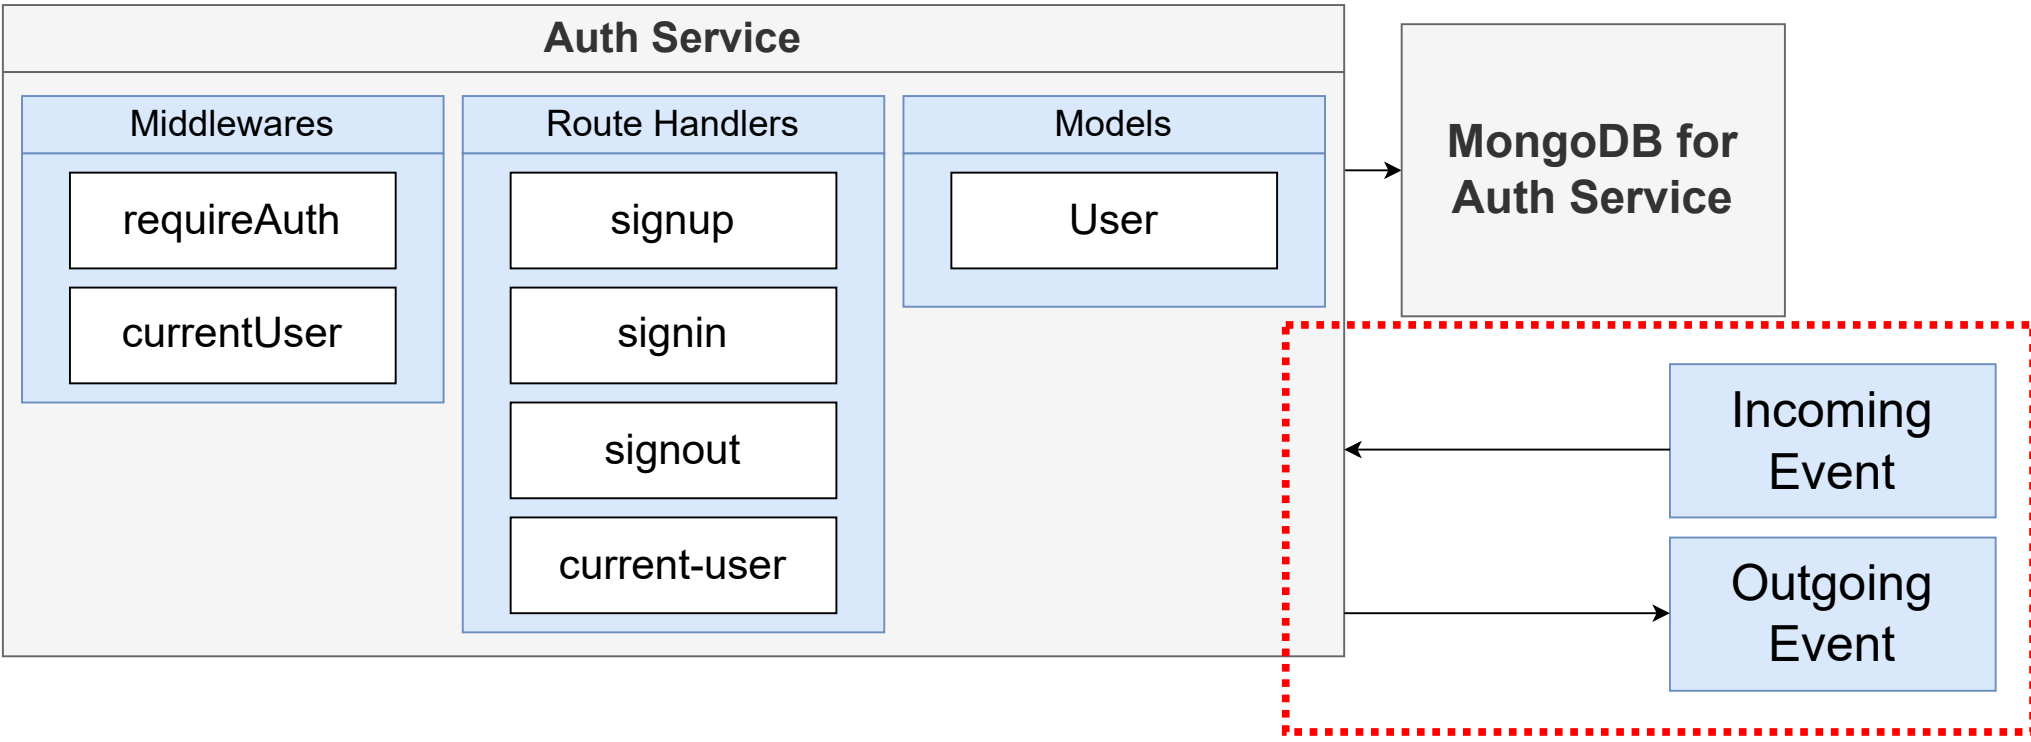 Auth Service
Middlewares
requireAuth
currentUser
Route Handlers
signup
signin
signout
current-user
Models
User
MongoDB for
Auth Service
Incoming
Event
Outgoing
Event